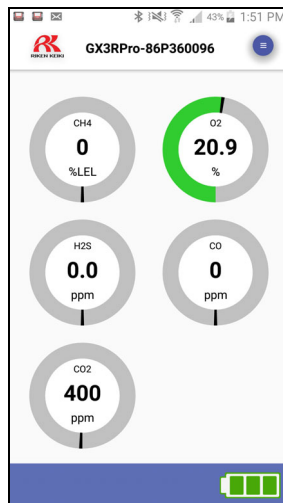 43% 1:51 PM
RIKEN KEIKI
GX3RPro-86P360096
CH4
0
%LEL
O2
20.9
%
H2S
0.0
ppm
CO
0
ppm
CO2
400
ppm